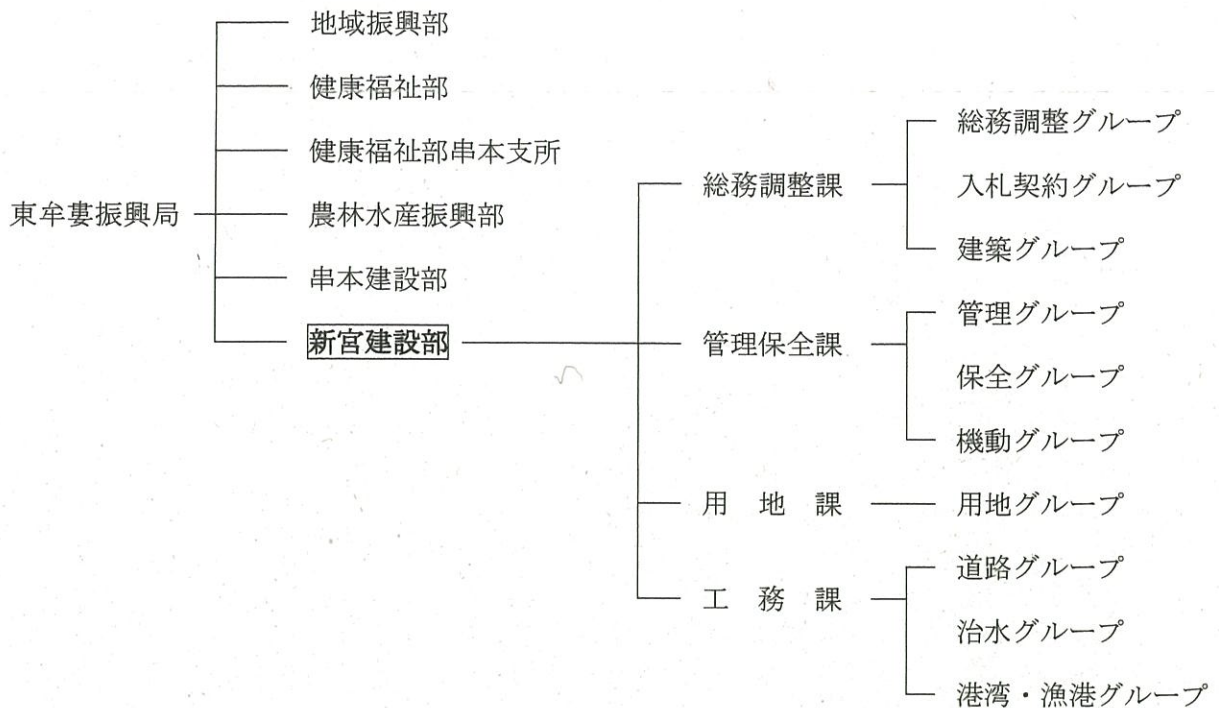 東牟婁振興局
地域振興部
健康福祉部
健康福祉部串本支所
農林水産振興部
串本建設部
新宮建設部
総務調整課
総務調整グループ
入札契約グループ
建築グループ
管理保全課
管理グループ
保全グループ
機動グループ
用地課
用地グループ
工務課
道路グループ
治水グループ
港湾・漁港グループ